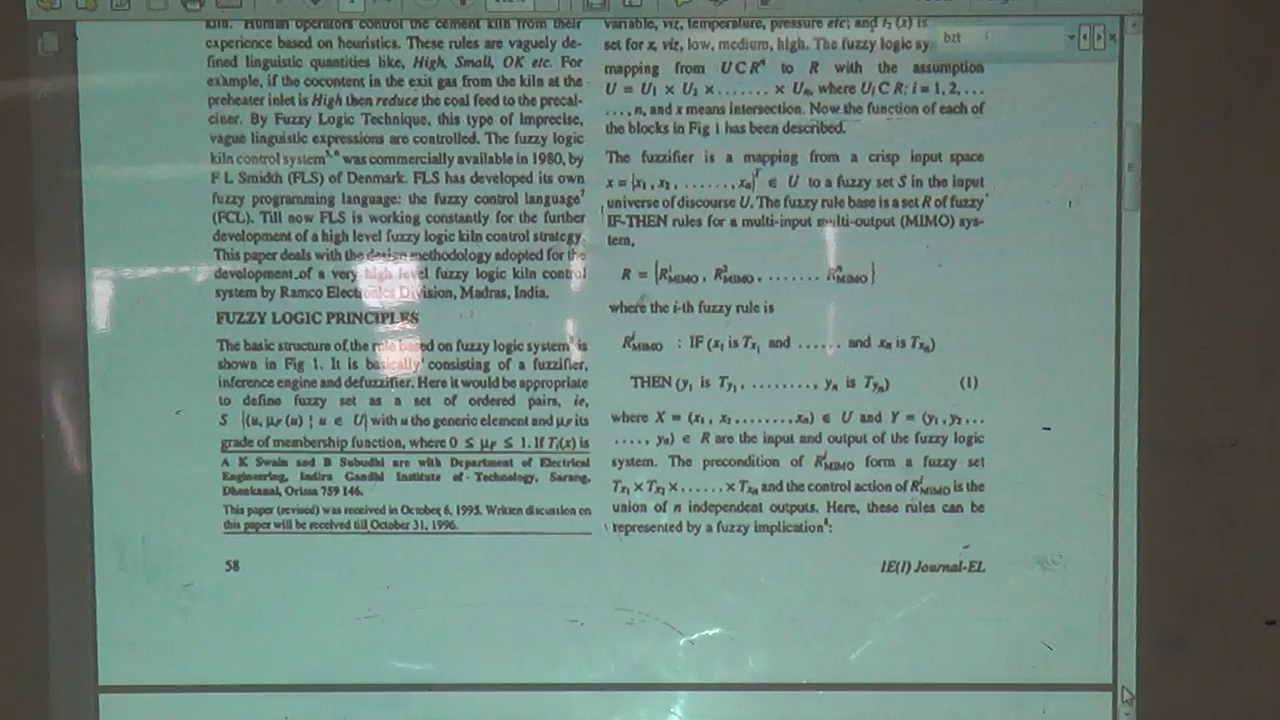 kiln. Human operators control the cement kiln from their
experience based on heuristics. These rules are vaguely de-
fined linguistic quantities like, High, Small, OK etc. For
example, if the cocontent in the exit gas from the kiln at the
preheater inlet is High then reduce the coal feed to the precal-
ciner. By Fuzzy Logic Technique, this type of imprecise,
vague linguistic expressions are controlled. The fuzzy logic
kiln control system was commercially available in 1980, by
F L Smidth (FLS) of Denmark. FLS has developed its own
fuzzy programming language: the fuzzy control language⁷
(FCL). Till now FLS is working constantly for the further
development of a high level fuzzy logic kiln control strategy.
This paper deals with the design methodology adopted for the
development of a very high level fuzzy logic kiln control
system by Ramco Electronics Division, Madras, India.
FUZZY LOGIC PRINCIPLES
The basic structure of the rule based on fuzzy logic system is
shown in Fig 1. It is basically consisting of a fuzzifier,
inference engine and defuzzifier. Here it would be appropriate
to define fuzzy set as a set of ordered pairs, ie,
S {(u, μF (u) | u ∈ U} with u the generic element and μF its
grade of membership function, where 0 ≤ μF ≤ 1. If Ti(x) is
A K Swain and B Subudhi are with Department of Electrical
Engineering, Indira Gandhi Institute of Technology, Sarang,
Dhenkanal, Orissa 759 146.
This paper (revised) was received in October 6, 1995. Written discussion on
this paper will be received till October 31, 1996.
58
variable, viz, temperature, pressure etc; and (x) is
set for x, viz, low, medium, high. The fuzzy logic sy
bzt
mapping from U C Rⁿ to R with the assumption
U = U1 × U2 × ....... × Un, where Ui C R; i = 1, 2, ...
...., n, and x means intersection. Now the function of each of
the blocks in Fig 1 has been described.
The fuzzifier is a mapping from a crisp input space
x = {x1, x2, ......., xn}ᵀ ∈ U to a fuzzy set S in the input
universe of discourse U. The fuzzy rule base is a set R of fuzzy
IF-THEN rules for a multi-input multi-output (MIMO) sys-
tem,
R = {R¹MIMO, R²MIMO, ........ RⁿMIMO}
where the i-th fuzzy rule is
RⁱMIMO : IF (x1 is Tx1 and ...... and xn is Txn)
THEN (y1 is Ty1, ........., yn is Tyn) (1)
where X = (x1, x2........,xn) ∈ U and Y = (y1, y2...
....., yn) ∈ R are the input and output of the fuzzy logic
system. The precondition of RⁱMIMO form a fuzzy set
Tx1 × Tx2 × ...... × Txn and the control action of RⁱMIMO is the
union of n independent outputs. Here, these rules can be
represented by a fuzzy implication⁸:
IE(I) Journal-EL